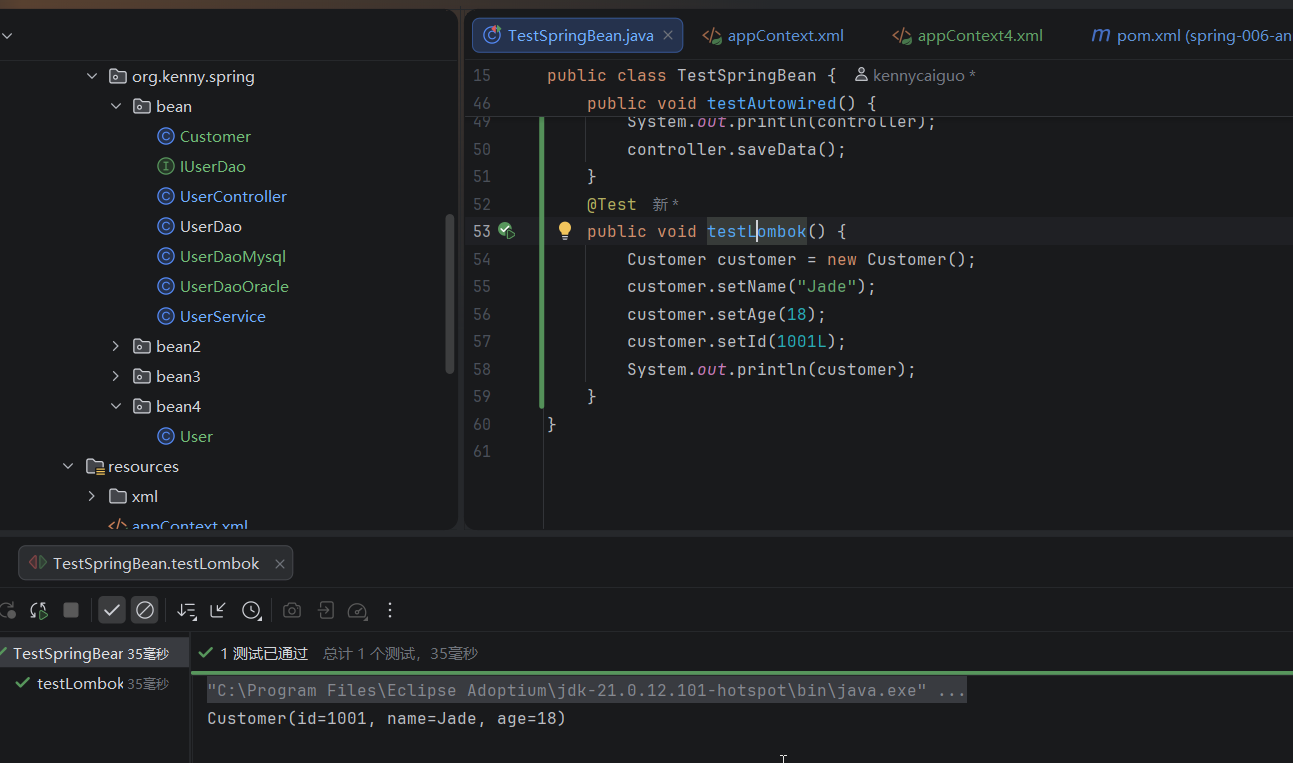 TestSpringBean.java
appContext.xml
appContext4.xml
pom.xml (spring-006-an
org.kenny.spring
bean
Customer
IUserDao
UserController
UserDao
UserDaoMysql
UserDaoOracle
UserService
bean2
bean3
bean4
User
resources
xml
appContext.xml
15 public class TestSpringBean { kennycaiguo *
46 public void testAutowired() {
49 System.out.println(controller);
50 controller.saveData();
51 }
52 @Test 新 *
53 public void testLombok() {
54 Customer customer = new Customer();
55 customer.setName("Jade");
56 customer.setAge(18);
57 customer.setId(1001L);
58 System.out.println(customer);
59 }
60 }
61
TestSpringBean.testLombok
TestSpringBear 35毫秒
testLombok 35毫秒
1 测试已通过 总计 1 个测试, 35毫秒
"C:\Program Files\Eclipse Adoptium\jdk-21.0.12.101-hotspot\bin\java.exe" ...
Customer(id=1001, name=Jade, age=18)